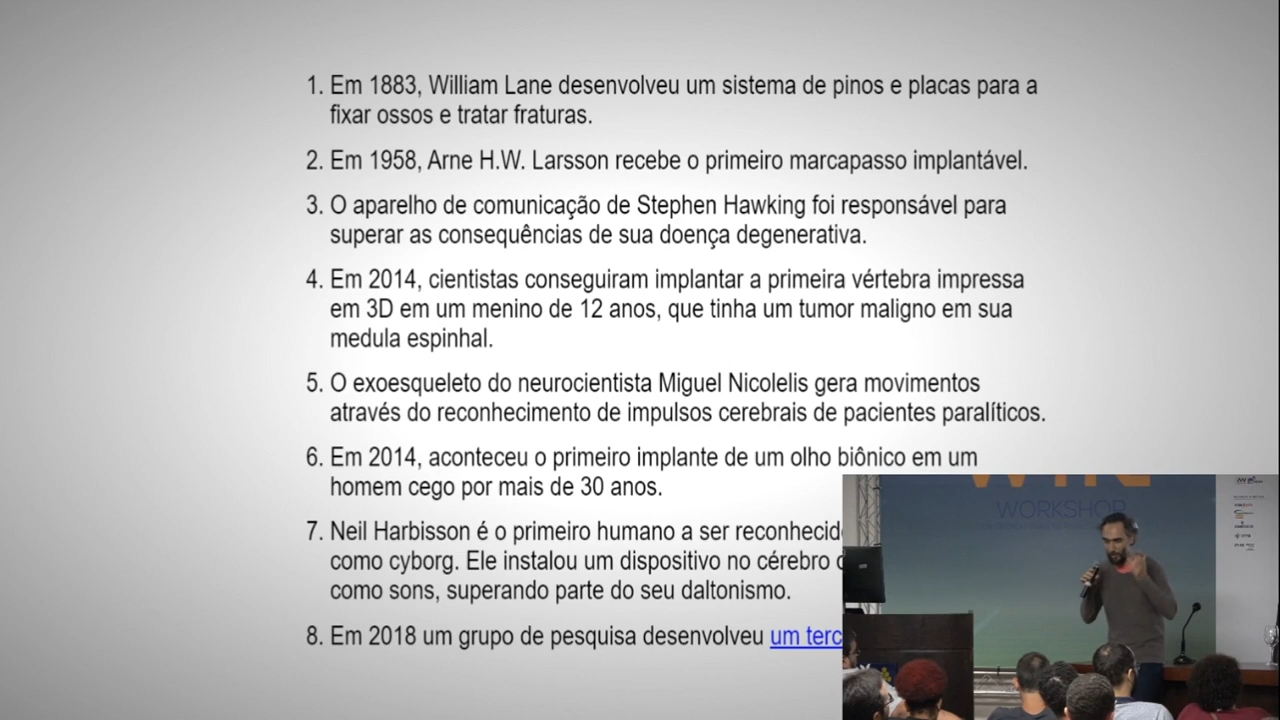 1. Em 1883, William Lane desenvolveu um sistema de pinos e placas para a
fixar ossos e tratar fraturas.
2. Em 1958, Arne H.W. Larsson recebe o primeiro marcapasso implantável.
3. O aparelho de comunicação de Stephen Hawking foi responsável para
superar as consequências de sua doença degenerativa.
4. Em 2014, cientistas conseguiram implantar a primeira vértebra impressa
em 3D em um menino de 12 anos, que tinha um tumor maligno em sua
medula espinhal.
5. O exoesqueleto do neurocientista Miguel Nicolelis gera movimentos
através do reconhecimento de impulsos cerebrais de pacientes paralíticos.
6. Em 2014, aconteceu o primeiro implante de um olho biônico em um
homem cego por mais de 30 anos.
7. Neil Harbisson é o primeiro humano a ser reconhecid
como cyborg. Ele instalou um dispositivo no cérebro
como sons, superando parte do seu daltonismo.
8. Em 2018 um grupo de pesquisa desenvolveu um terc
WORKSHOP